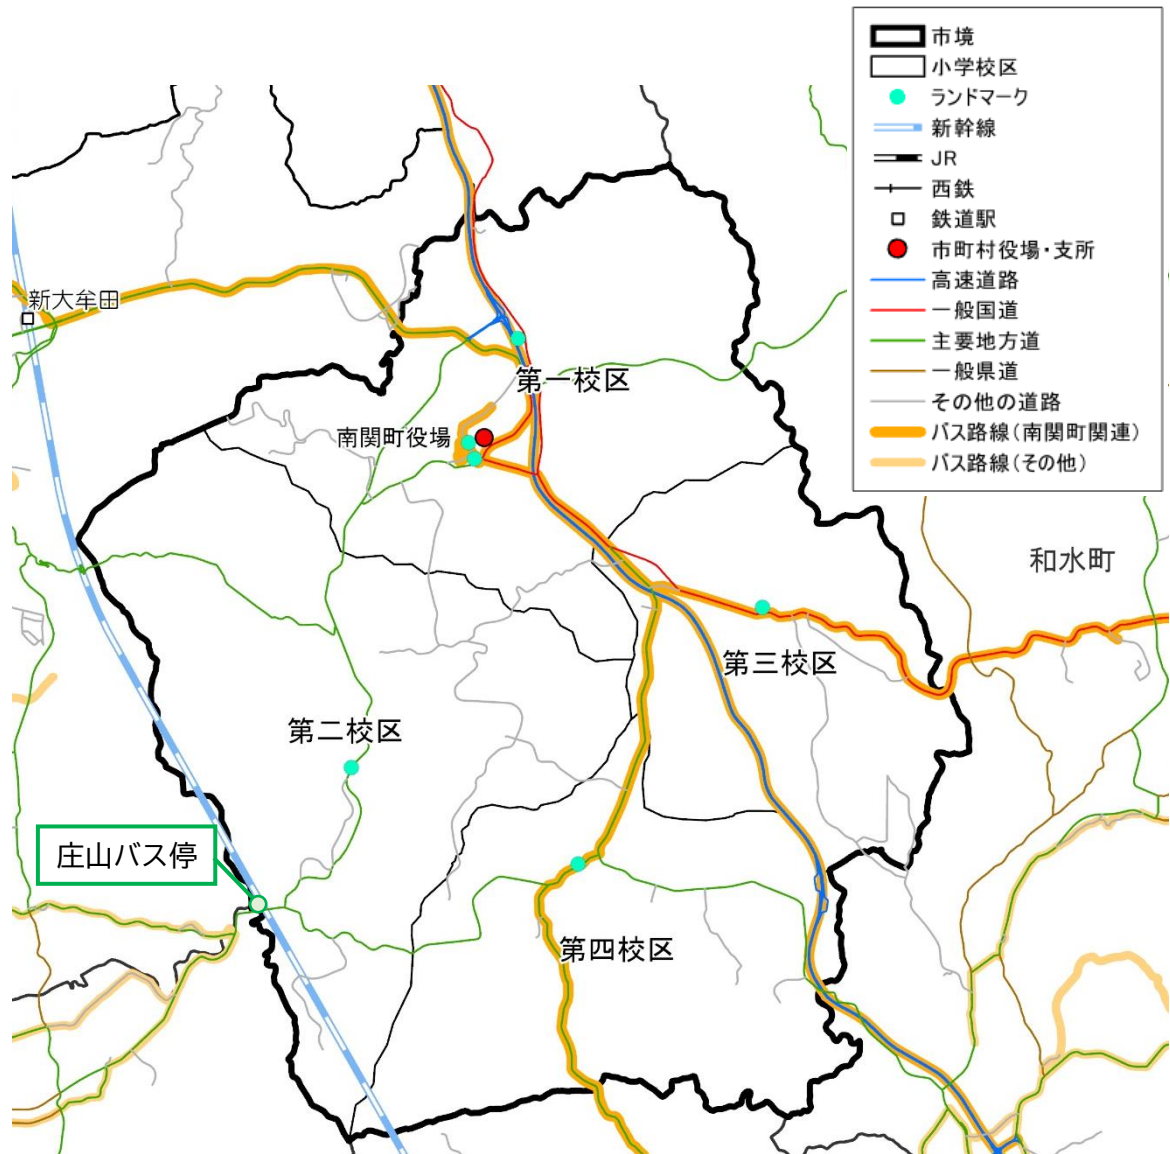 市境
小学校区
ランドマーク
新幹線
JR
西鉄
鉄道駅
市町村役場・支所
高速道路
一般国道
主要地方道
一般県道
その他の道路
バス路線(南関町関連)
バス路線(その他)
新大牟田
第一校区
南関町役場
和水町
第三校区
第二校区
庄山バス停
第四校区